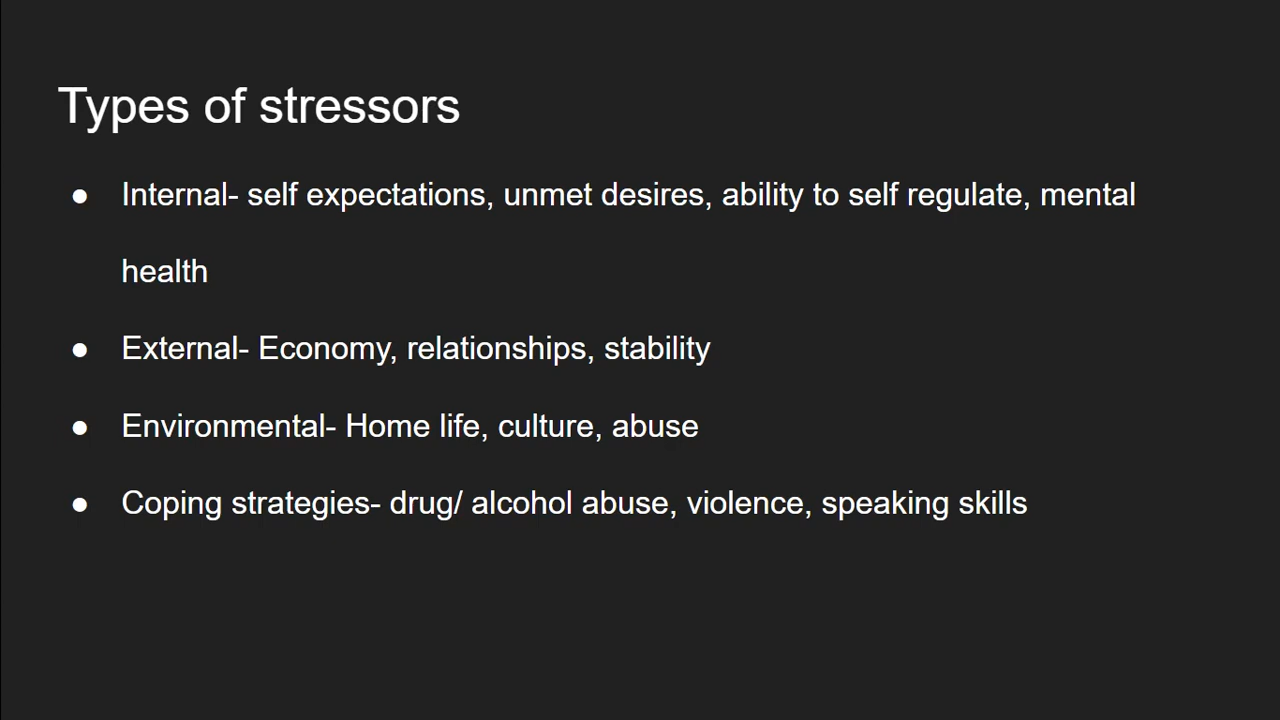 Types of stressors
● Internal- self expectations, unmet desires, ability to self regulate, mental
health
● External- Economy, relationships, stability
● Environmental- Home life, culture, abuse
● Coping strategies- drug/ alcohol abuse, violence, speaking skills